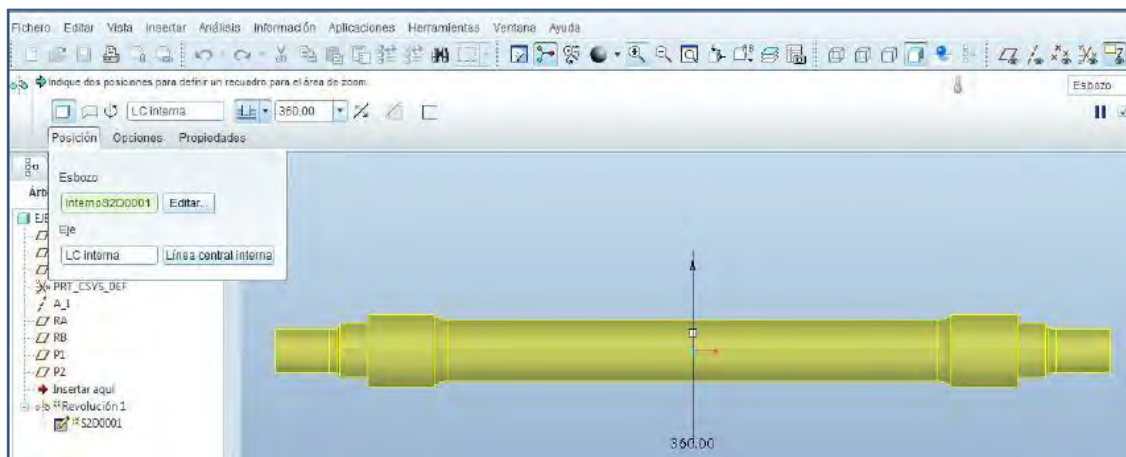 Fichero Editar Vista Insertar Análisis Información Aplicaciones Herramientas Ventana Ayuda
Indique dos posiciones para definir un recuadro para el área de zoom.
Esbozo
LC interna 360.00
Posición Opciones Propiedades
Esbozo
Interno S2D0001 Editar...
Eje
LC interna Línea central interna
PRT_CSYS_DEF
A_1
RA
RB
P1
P2
Insertar aquí
Revolución 1
S2D0001
360.00